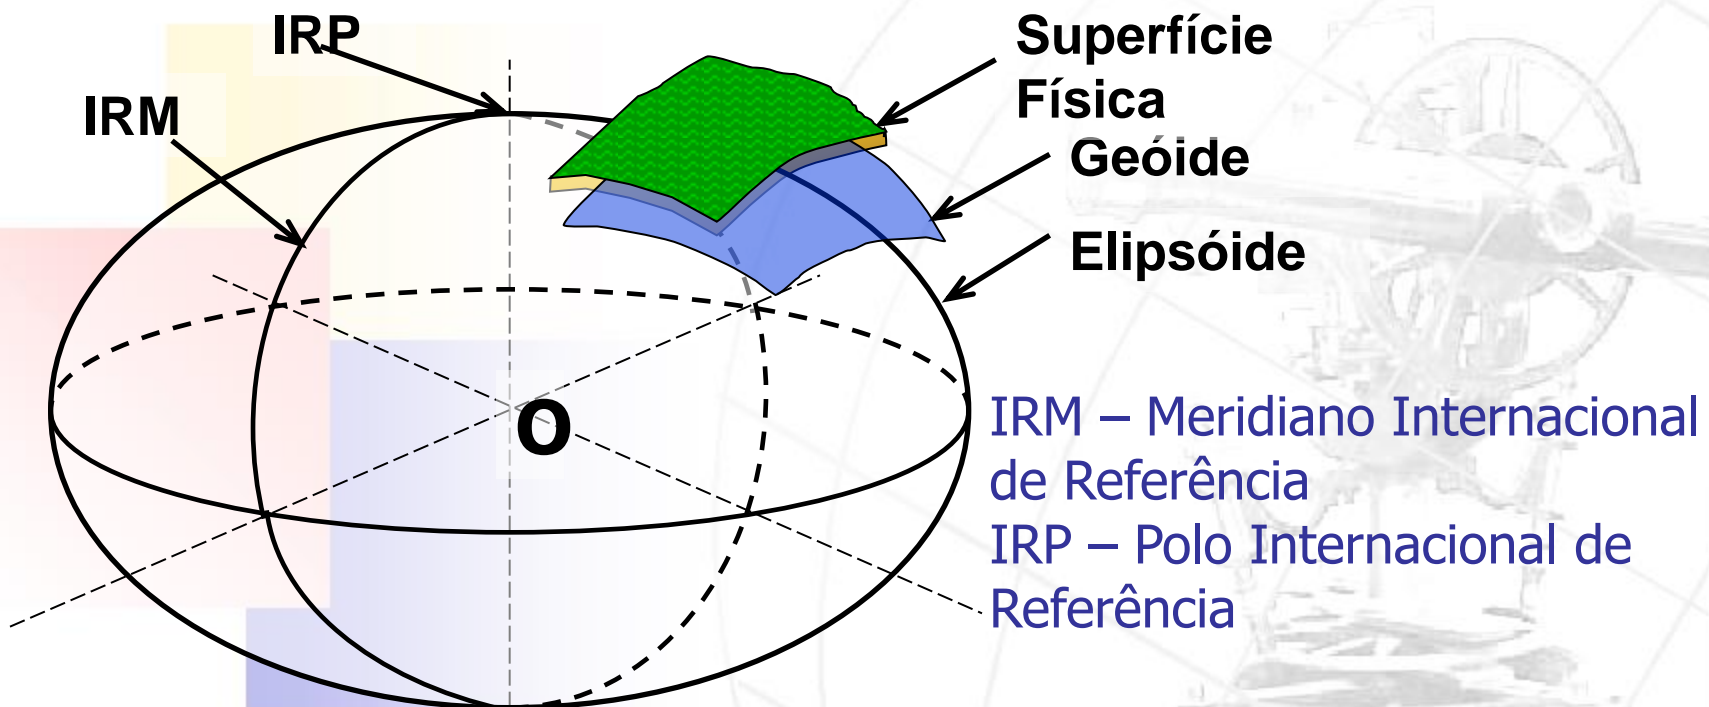 IRP
IRM
Superfície
Física
Geóide
Elipsóide
O
IRM – Meridiano Internacional
de Referência
IRP – Polo Internacional de
Referência